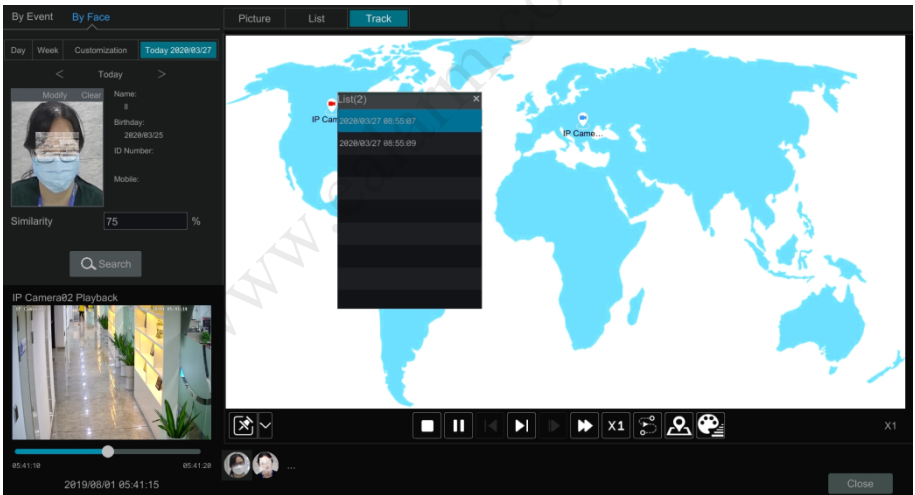 By Event By Face
Picture List Track
Day Week Customization Today 2020/03/27
< Today >
Modify Clear
Name:
ll
Birthday:
2020/03/25
ID Number:
Mobile:
Similarity 75 %
Search
IP Camera02 Playback
05:41:10 05:41:20
2019/08/01 05:41:15
List(2) ×
IP Cam
2020/03/27 08:55:07
2020/03/27 08:55:09
IP Came...
X1
X1
...
Close